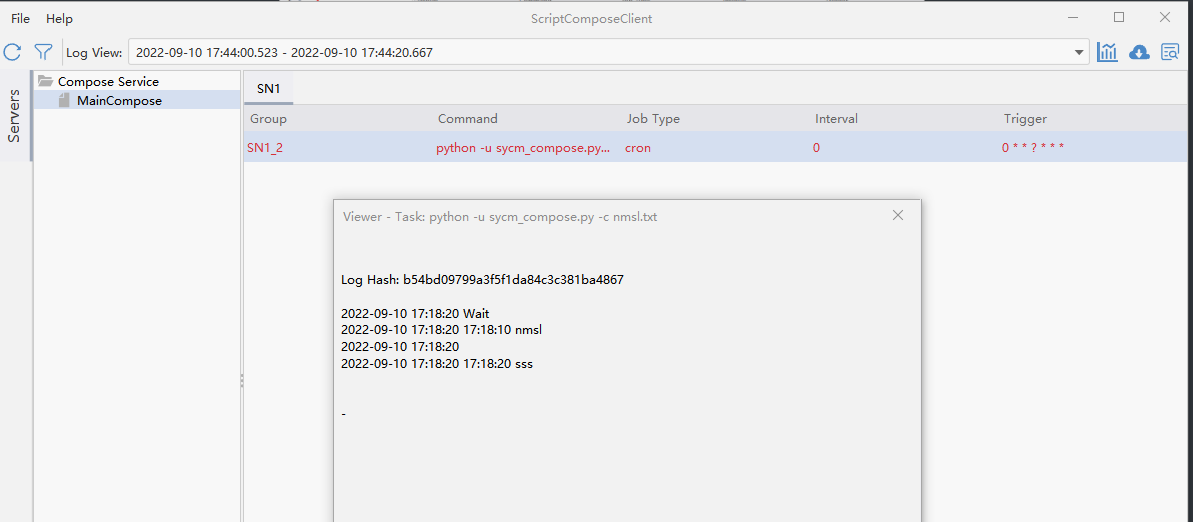 File Help ScriptComposeClient
Log View: 2022-09-10 17:44:00.523 - 2022-09-10 17:44:20.667
Servers
Compose Service
MainCompose
SN1
Group Command Job Type Interval Trigger
SN1_2 python -u sycm_compose.py... cron 0 0 * * ? * * *
Viewer - Task: python -u sycm_compose.py -c nmsl.txt
Log Hash: b54bd09799a3f5f1da84c3c381ba4867
2022-09-10 17:18:20 Wait
2022-09-10 17:18:20 17:18:10 nmsl
2022-09-10 17:18:20
2022-09-10 17:18:20 17:18:20 sss
-